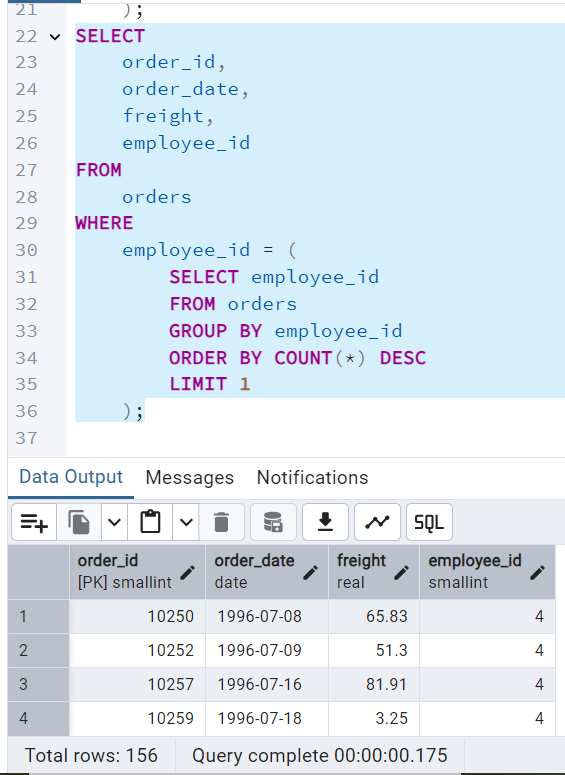 21 );
22 SELECT
23 order_id,
24 order_date,
25 freight,
26 employee_id
27 FROM
28 orders
29 WHERE
30 employee_id = (
31 SELECT employee_id
32 FROM orders
33 GROUP BY employee_id
34 ORDER BY COUNT(*) DESC
35 LIMIT 1
36 );
37
Data Output Messages Notifications
SQL
order_id order_date freight employee_id
[PK] smallint date real smallint
1 10250 1996-07-08 65.83 4
2 10252 1996-07-09 51.3 4
3 10257 1996-07-16 81.91 4
4 10259 1996-07-18 3.25 4
Total rows: 156 Query complete 00:00:00.175